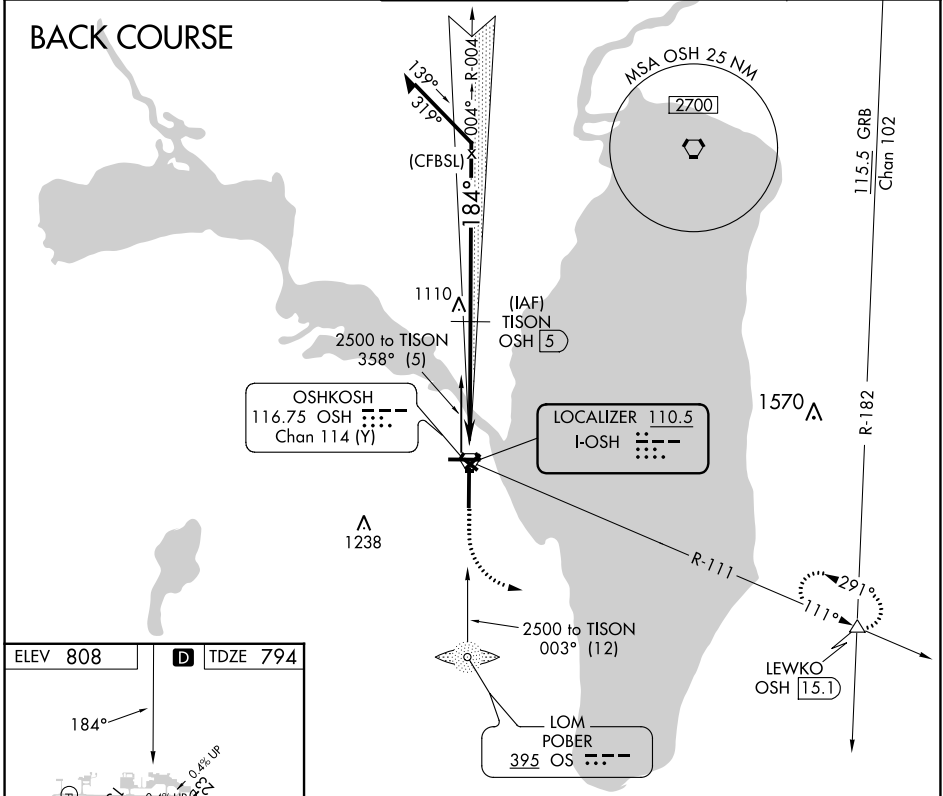 BACK COURSE
139°
319°
004°
R-004
(CFBSL)
184°
MSA OSH 25 NM
2700
115.5 GRB
Chan 102
1110
(IAF)
TISON
OSH 5
2500 to TISON
358° (5)
OSHKOSH
116.75 OSH
Chan 114 (Y)
LOCALIZER 110.5
I-OSH
1570
R-182
1238
R-111
291°
111°
2500 to TISON
003° (12)
LEWKO
OSH 15.1
LOM
POBER
395 OS
ELEV 808
D
TDZE 794
184°
0.4% UP
23